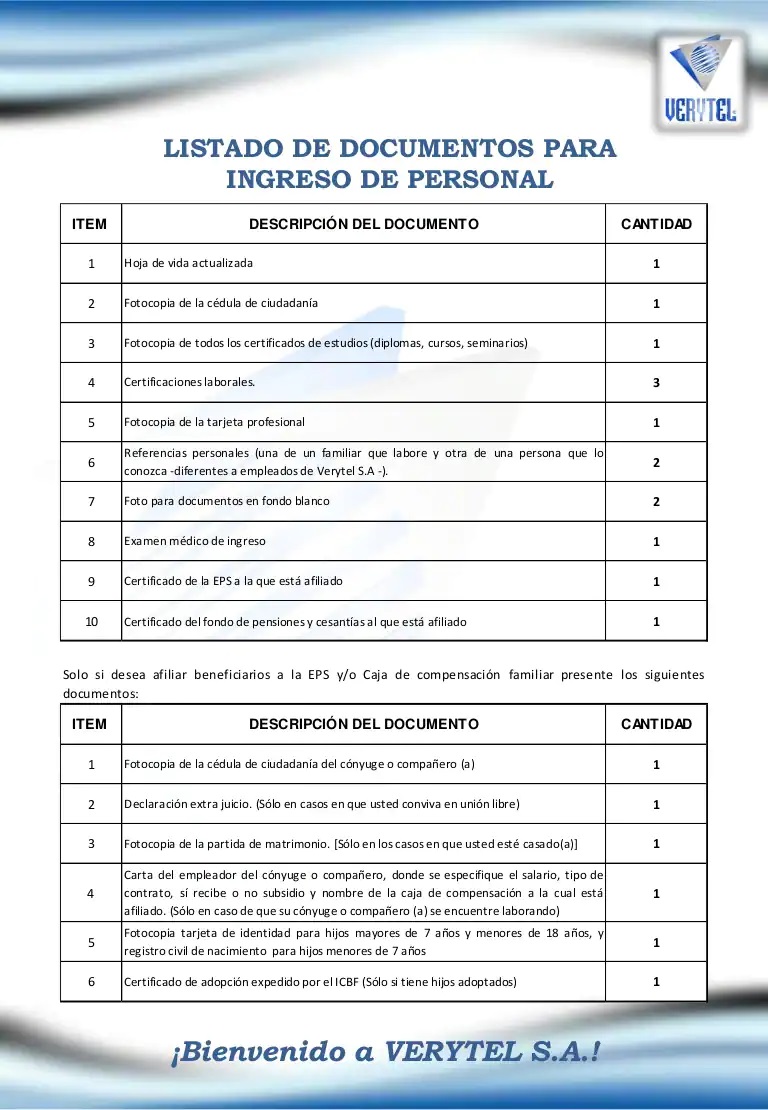 VERYTEL
LISTADO DE DOCUMENTOS PARA
INGRESO DE PERSONAL
ITEM DESCRIPCIÓN DEL DOCUMENTO CANTIDAD
1 Hoja de vida actualizada 1
2 Fotocopia de la cédula de ciudadanía 1
3 Fotocopia de todos los certificados de estudios (diplomas, cursos, seminarios) 1
4 Certificaciones laborales. 3
5 Fotocopia de la tarjeta profesional 1
6 Referencias personales (una de un familiar que labore y otra de una persona que lo
conozca -diferentes a empleados de Verytel S.A -). 2
7 Foto para documentos en fondo blanco 2
8 Examen médico de ingreso 1
9 Certificado de la EPS a la que está afiliado 1
10 Certificado del fondo de pensiones y cesantías al que está afiliado 1
Solo si desea afiliar beneficiarios a la EPS y/o Caja de compensación familiar presente los siguientes
documentos:
ITEM DESCRIPCIÓN DEL DOCUMENTO CANTIDAD
1 Fotocopia de la cédula de ciudadanía del cónyuge o compañero (a) 1
2 Declaración extra juicio. (Sólo en casos en que usted conviva en unión libre) 1
3 Fotocopia de la partida de matrimonio. [Sólo en los casos en que usted esté casado(a)] 1
Carta del empleador del cónyuge o compañero, donde se especifique el salario, tipo de
4 contrato, sí recibe o no subsidio y nombre de la caja de compensación a la cual está 1
afiliado. (Sólo en caso de que su cónyuge o compañero (a) se encuentre laborando)
5 Fotocopia tarjeta de identidad para hijos mayores de 7 años y menores de 18 años, y
registro civil de nacimiento para hijos menores de 7 años 1
6 Certificado de adopción expedido por el ICBF (Sólo si tiene hijos adoptados) 1
¡Bienvenido a VERYTEL S.A.!